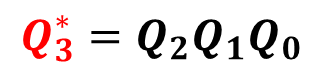 Q₃* = Q₂Q₁Q₀